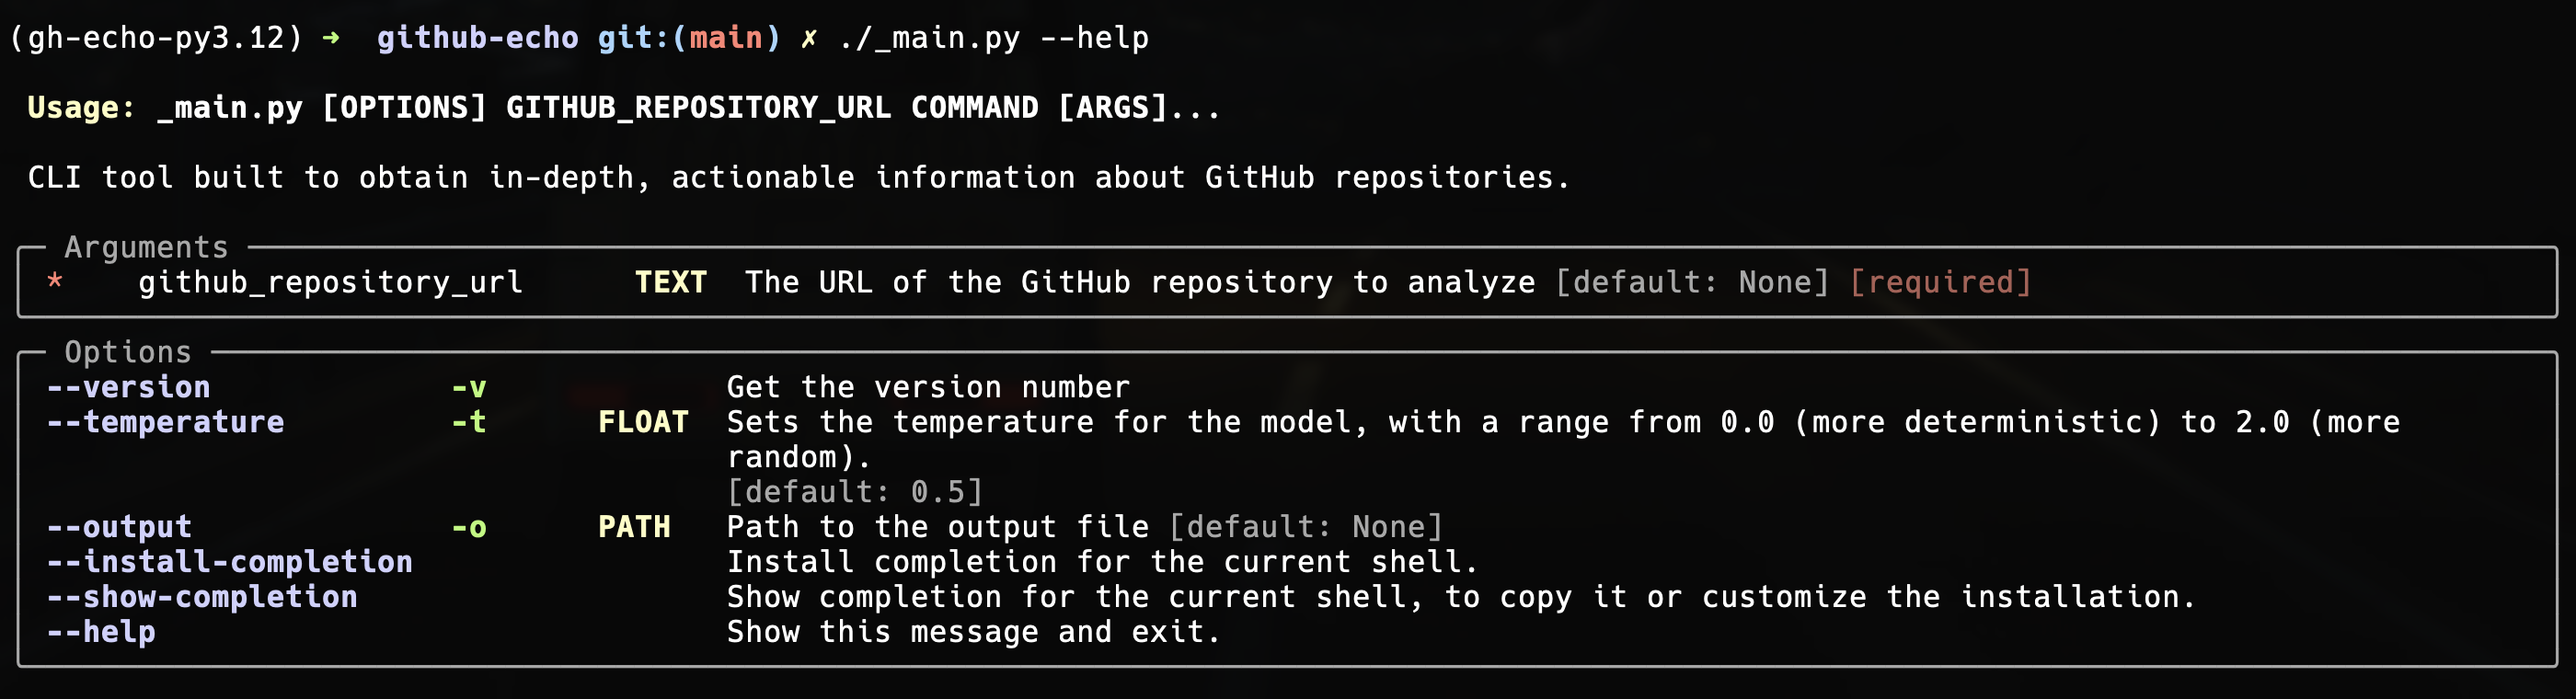 (gh-echo-py3.12) ➜  github-echo git:(main) ✗ ./_main.py --help
Usage: _main.py [OPTIONS] GITHUB_REPOSITORY_URL COMMAND [ARGS]...
CLI tool built to obtain in-depth, actionable information about GitHub repositories.
Arguments
* github_repository_url TEXT The URL of the GitHub repository to analyze [default: None] [required]
Options
--version -v Get the version number
--temperature -t FLOAT Sets the temperature for the model, with a range from 0.0 (more deterministic) to 2.0 (more
random).
[default: 0.5]
--output -o PATH Path to the output file [default: None]
--install-completion Install completion for the current shell.
--show-completion Show completion for the current shell, to copy it or customize the installation.
--help Show this message and exit.